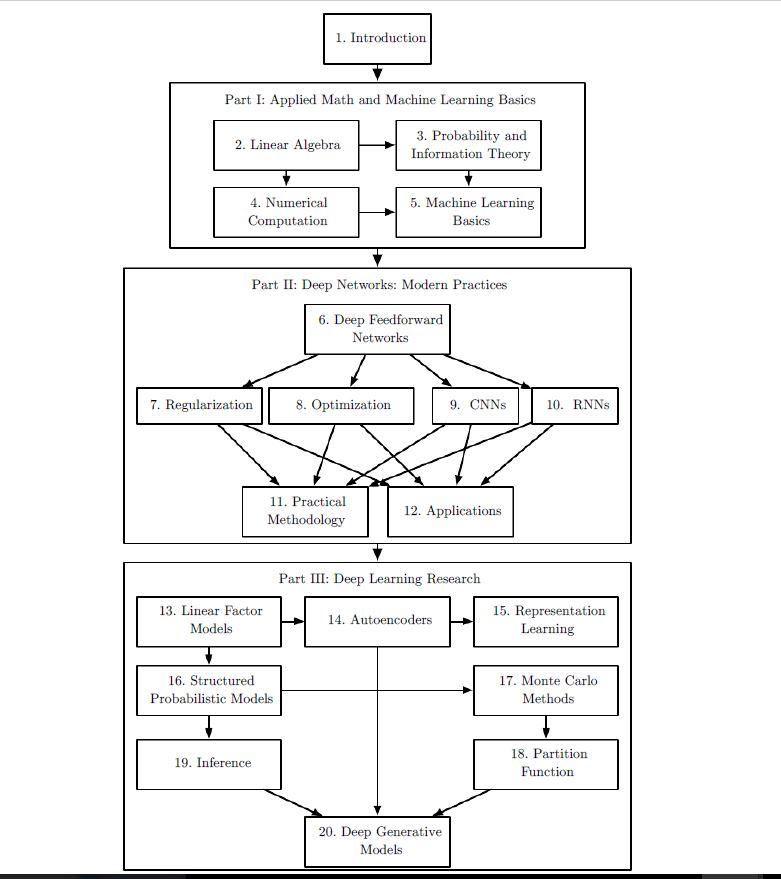 1. Introduction
Part I: Applied Math and Machine Learning Basics
2. Linear Algebra
3. Probability and
Information Theory
4. Numerical
Computation
5. Machine Learning
Basics
Part II: Deep Networks: Modern Practices
6. Deep Feedforward
Networks
7. Regularization
8. Optimization
9. CNNs
10. RNNs
11. Practical
Methodology
12. Applications
Part III: Deep Learning Research
13. Linear Factor
Models
14. Autoencoders
15. Representation
Learning
16. Structured
Probabilistic Models
17. Monte Carlo
Methods
19. Inference
18. Partition
Function
20. Deep Generative
Models